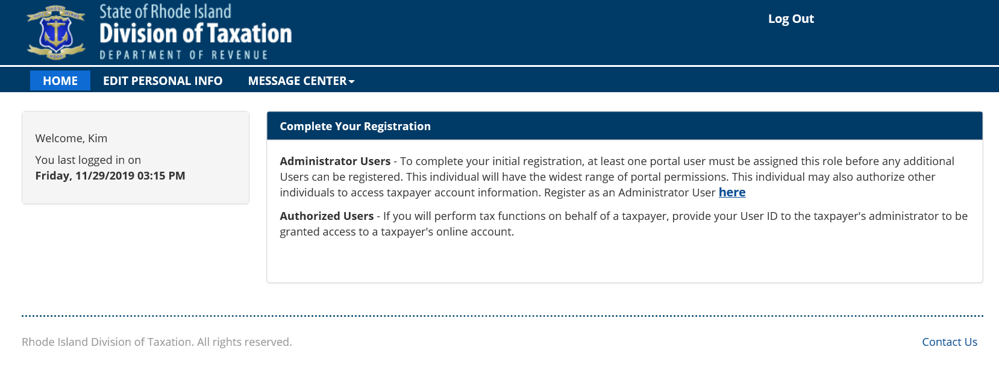 State of Rhode Island
Division of Taxation
DEPARTMENT OF REVENUE
Log Out
HOME EDIT PERSONAL INFO MESSAGE CENTER
Welcome, Kim
You last logged in on
Friday, 11/29/2019 03:15 PM
Complete Your Registration
Administrator Users - To complete your initial registration, at least one portal user must be assigned this role before any additional
Users can be registered. This individual will have the widest range of portal permissions. This individual may also authorize other
individuals to access taxpayer account information. Register as an Administrator User here
Authorized Users - If you will perform tax functions on behalf of a taxpayer, provide your User ID to the taxpayer's administrator to be
granted access to a taxpayer's online account.
Rhode Island Division of Taxation. All rights reserved.
Contact Us